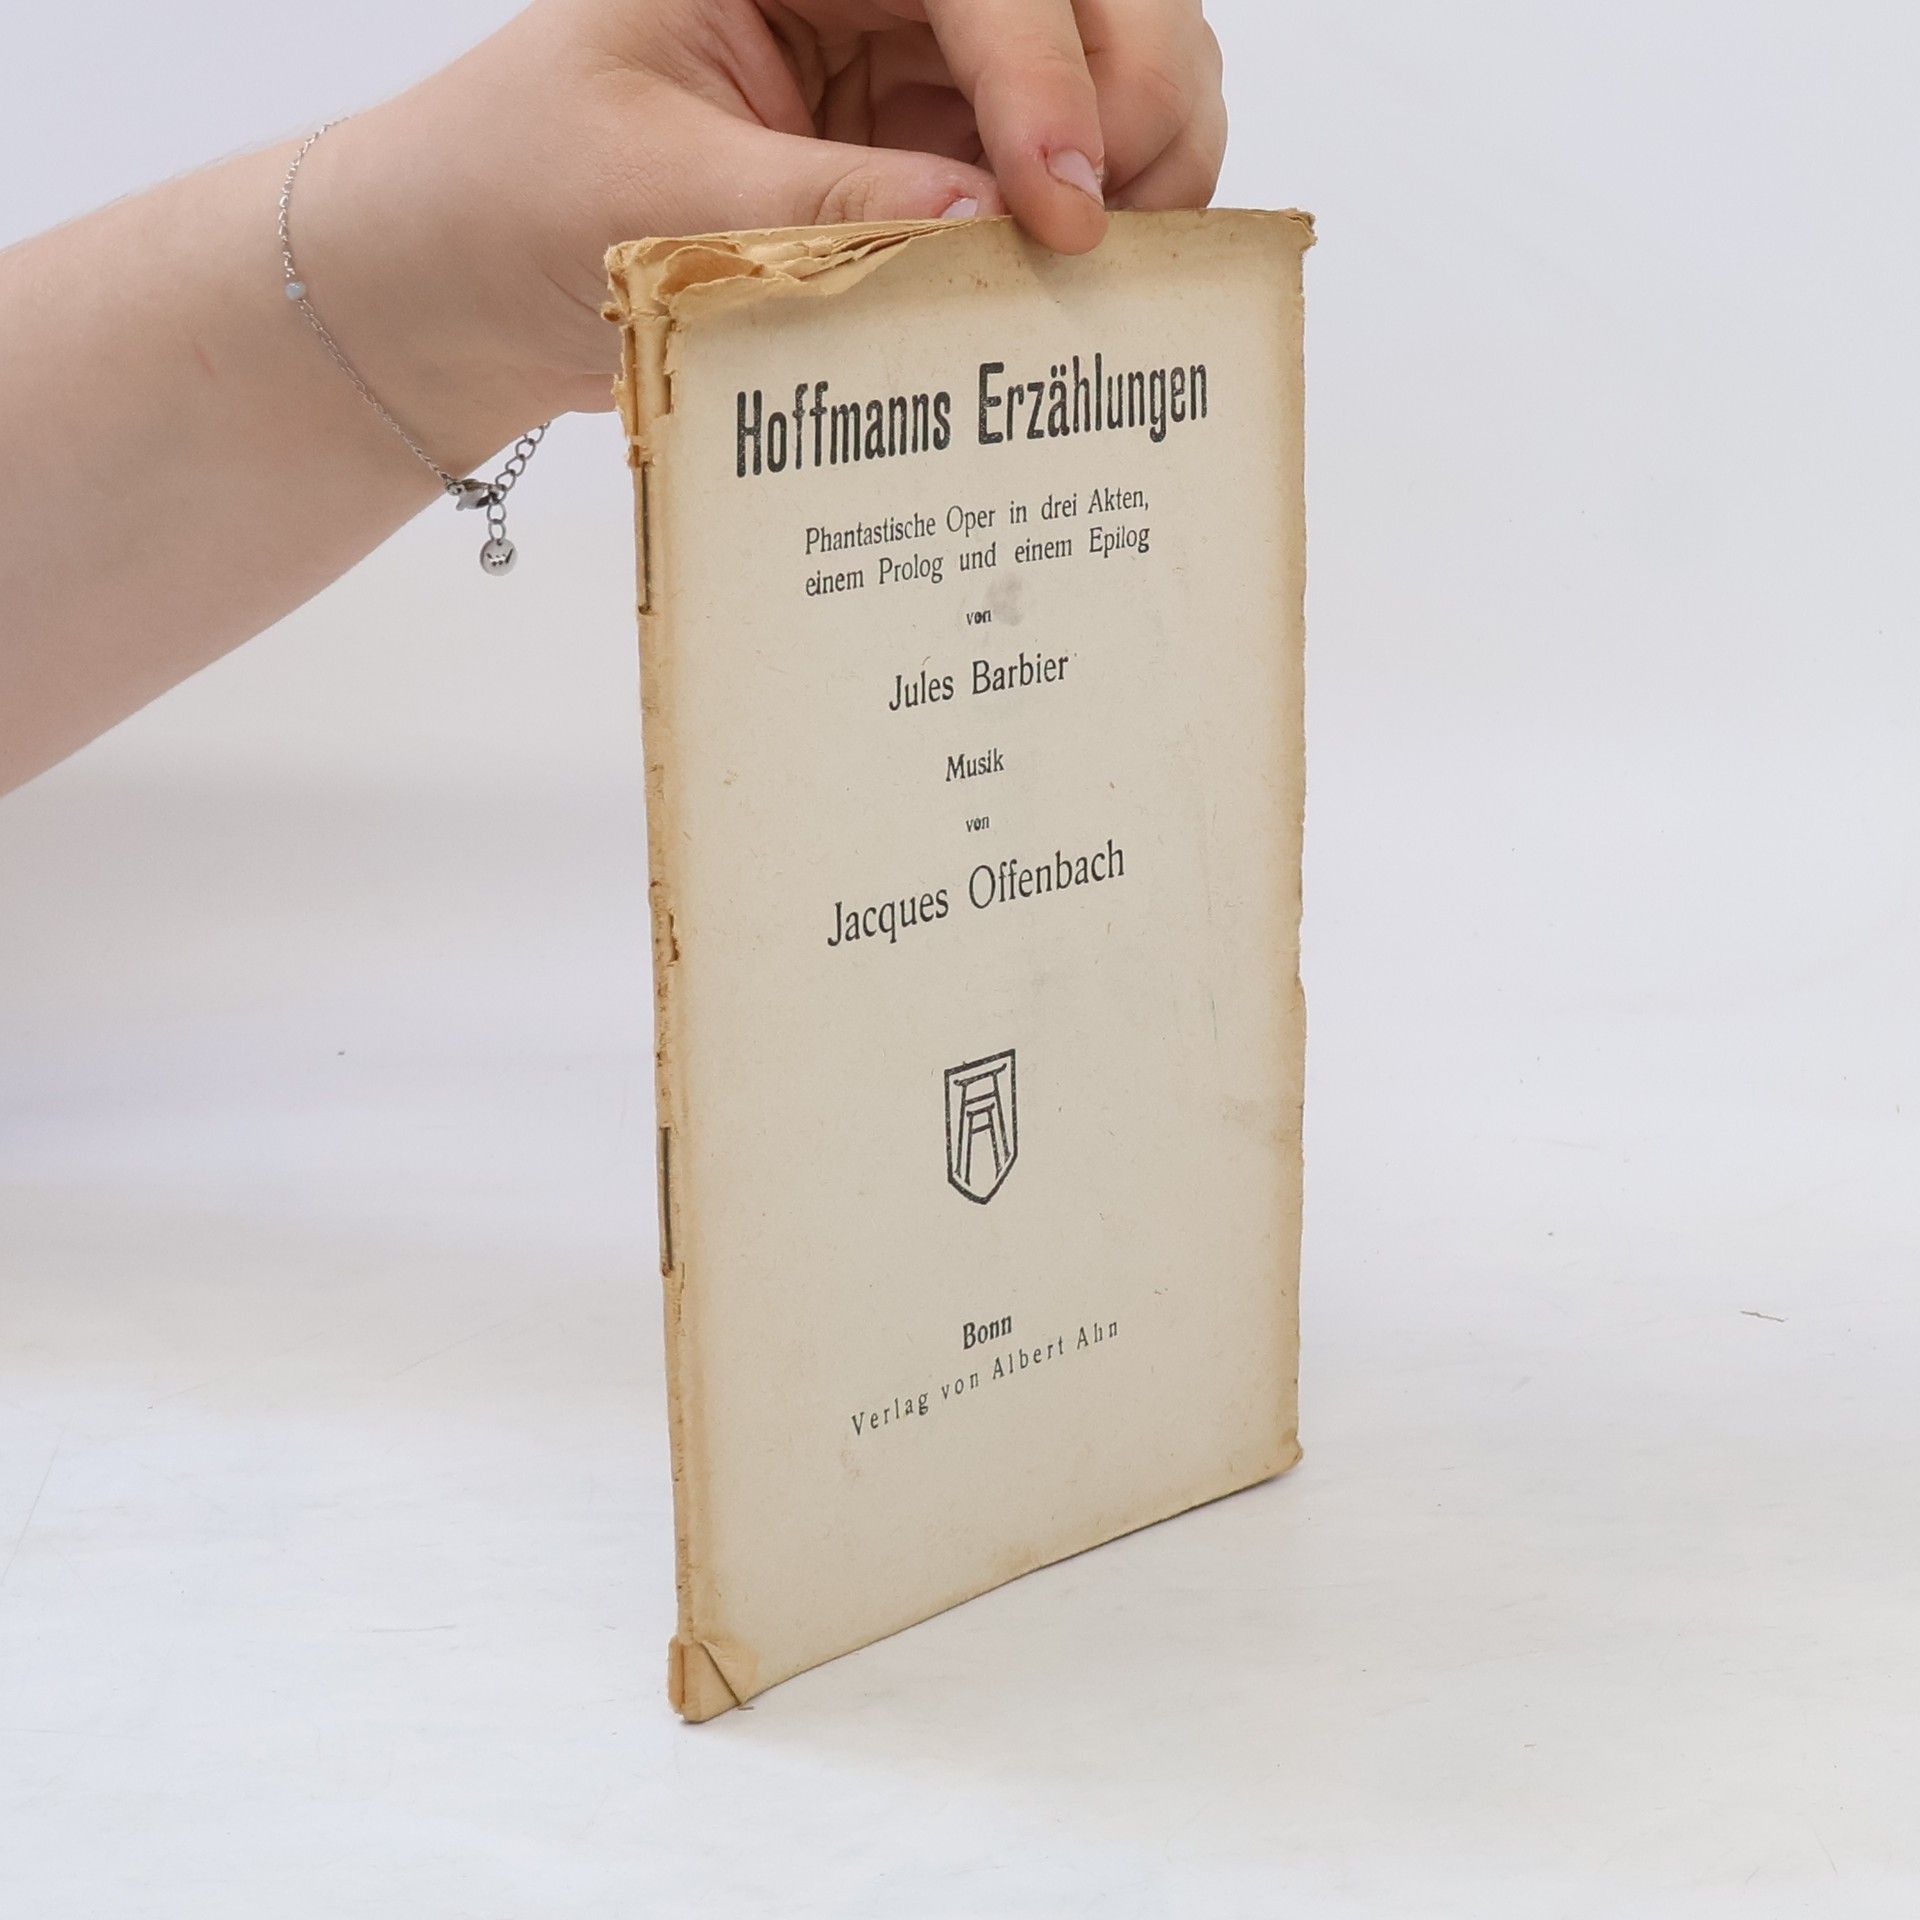 Hoffmanns Erzählungen
Phantastische Oper in drei Akten,
einem Prolog und einem Epilog
von
Jules Barbier
Musik
von
Jacques Offenbach
AA
Bonn
Verlag von Albert Ahn